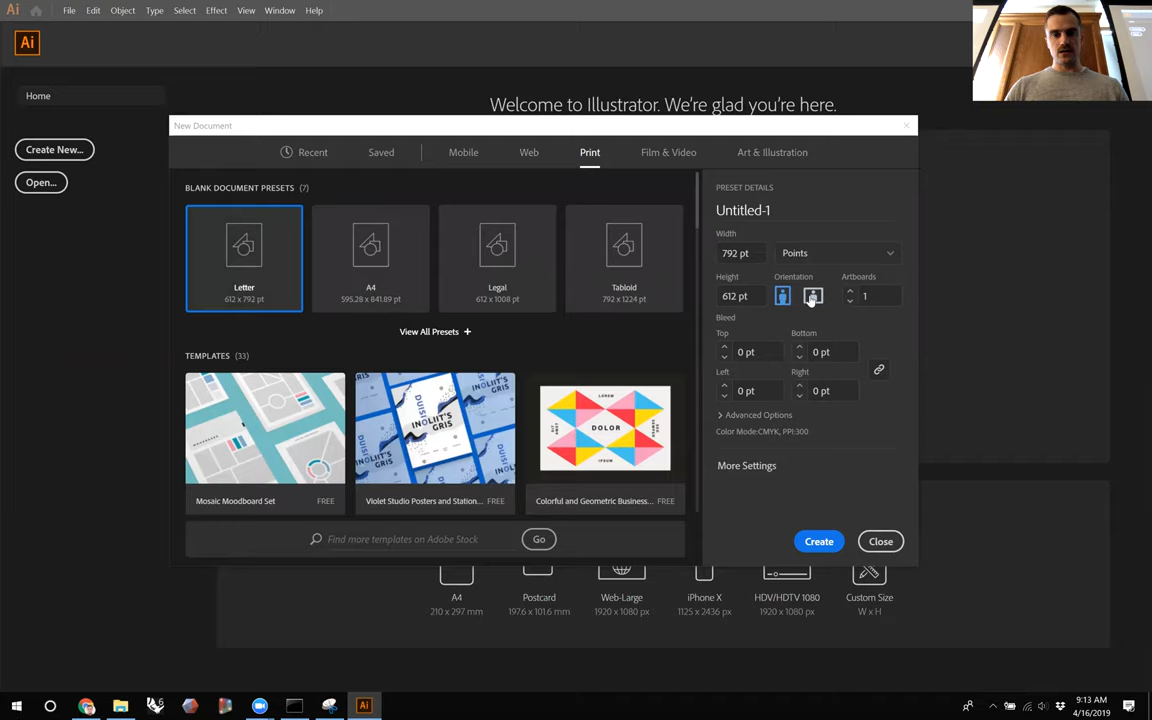 Ai File Edit Object Type Select Effect View Window Help
Ai
Home
Create New...
Open...
Welcome to Illustrator. We're glad you're here.
New Document
Recent Saved Mobile Web Print Film & Video Art & Illustration
BLANK DOCUMENT PRESETS (7)
Letter
612 x 792 pt
A4
595.28 x 841.89 pt
Legal
612 x 1008 pt
Tabloid
792 x 1224 pt
View All Presets +
TEMPLATES (33)
DUISI
INOLIIT'S
GRIS
DOLOR
Mosaic Moodboard Set FREE
Violet Studio Posters and Station... FREE
Colorful and Geometric Business... FREE
Find more templates on Adobe Stock Go
PRESET DETAILS
Untitled-1
Width
792 pt Points
Height Orientation Artboards
612 pt 1
Bleed
Top Bottom
0 pt 0 pt
Left Right
0 pt 0 pt
Advanced Options
Color Mode:CMYK, PPI:300
More Settings
Create Close
A4
210 x 297 mm
Postcard
197.6 x 101.6 mm
Web-Large
1920 x 1080 px
iPhone X
1125 x 2436 px
HDV/HDTV 1080
1920 x 1080 px
Custom Size
W x H
Ai
9:13 AM
4/16/2019